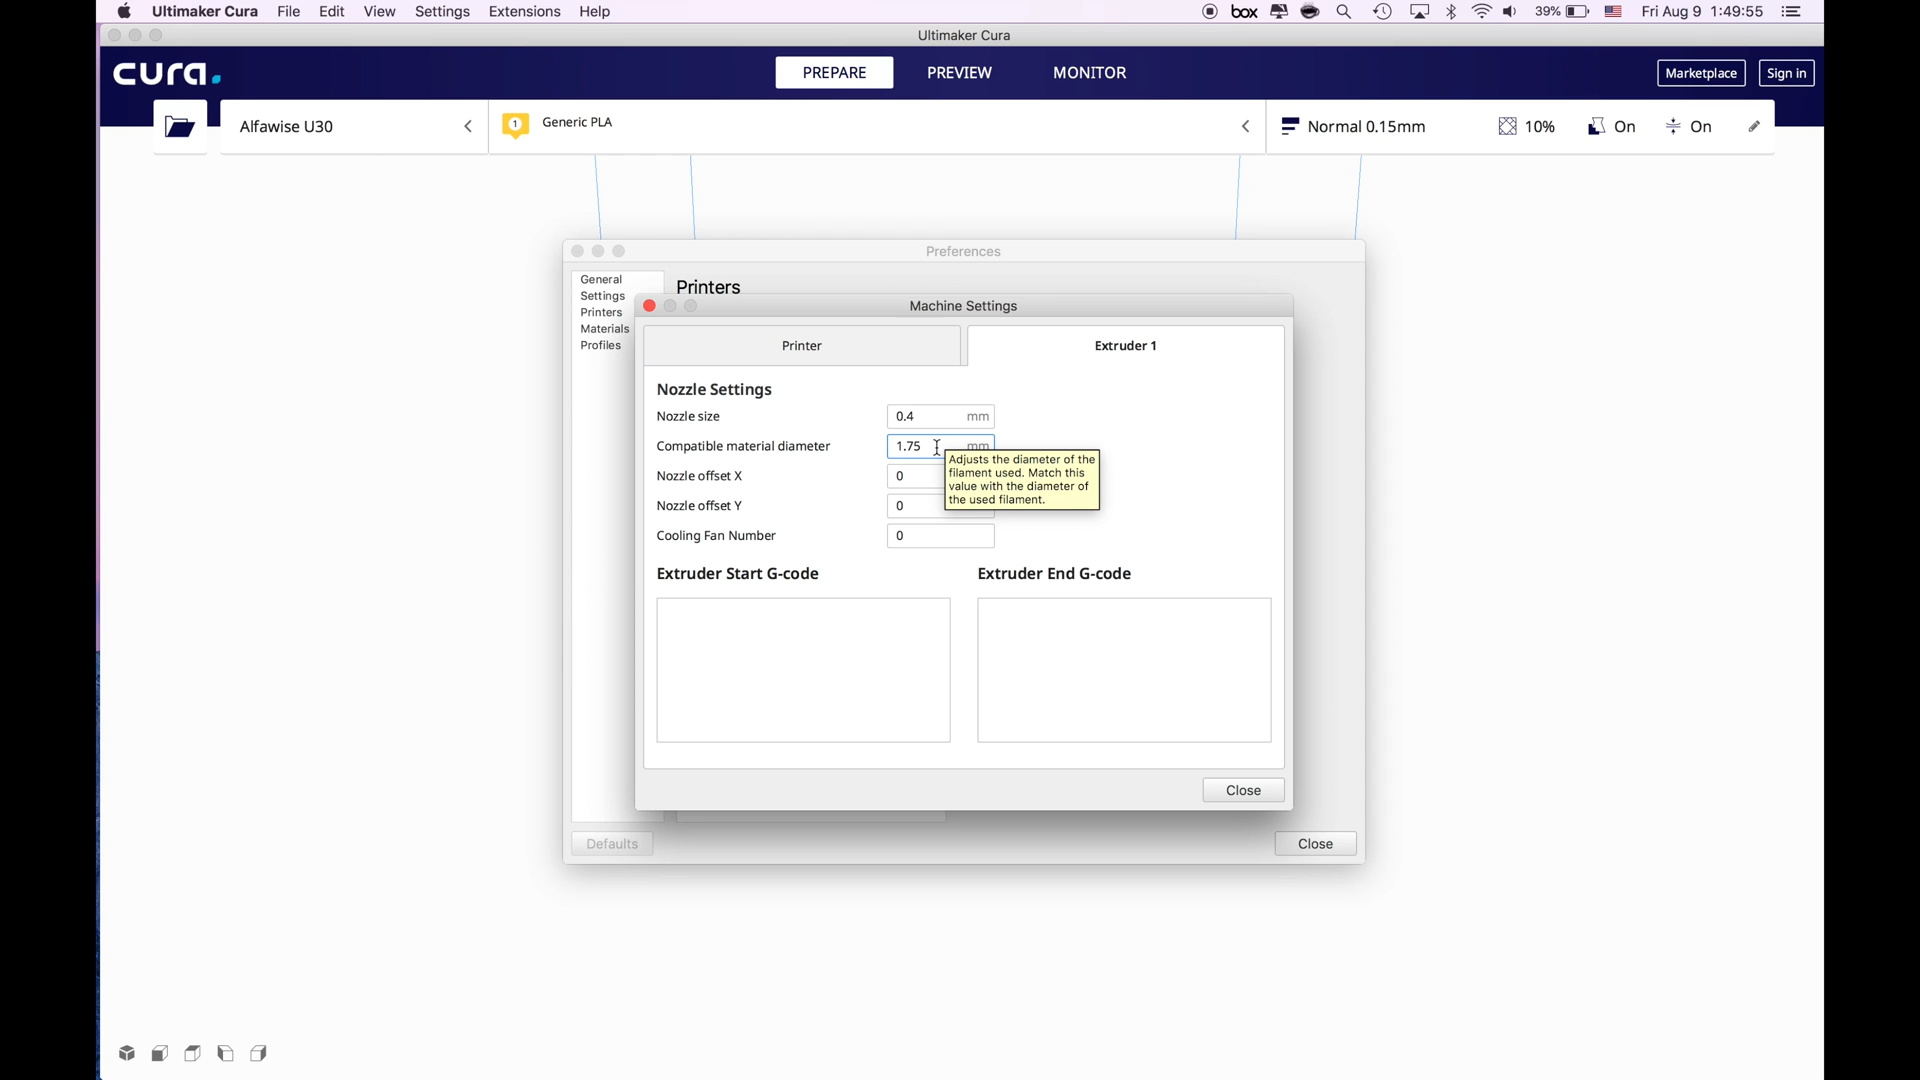 Ultimaker Cura File Edit View Settings Extensions Help box 39% Fri Aug 9 1:49:55
Ultimaker Cura
cura. PREPARE PREVIEW MONITOR Marketplace Sign in
Alfawise U30 1 Generic PLA Normal 0.15mm 10% On On
Preferences
General
Settings
Printers
Materials
Profiles
Printers
Machine Settings
Printer Extruder 1
Nozzle Settings
Nozzle size 0.4 mm
Compatible material diameter 1.75 mm
Adjusts the diameter of the
filament used. Match this
value with the diameter of
the used filament.
Nozzle offset X 0
Nozzle offset Y 0
Cooling Fan Number 0
Extruder Start G-code Extruder End G-code
Close
Defaults Close